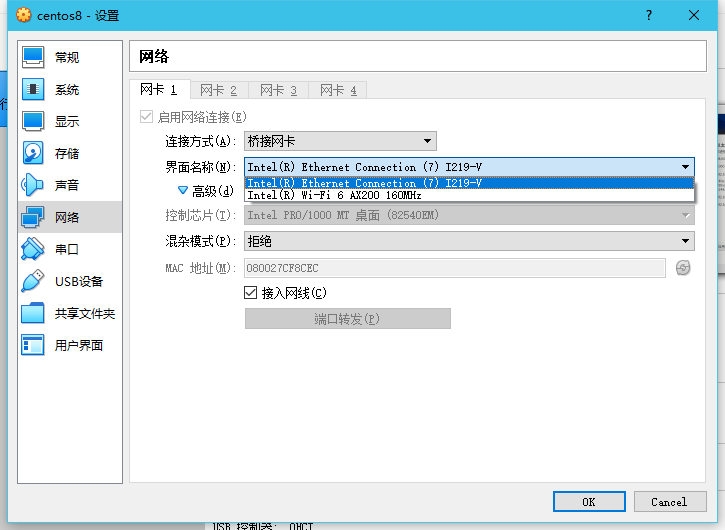 centos8 - 设置
?
常规
系统
显示
存储
声音
网络
串口
USB设备
共享文件夹
用户界面
网络
网卡 1 网卡 2 网卡 3 网卡 4
启用网络连接(E)
连接方式(A): 桥接网卡
界面名称(N): Intel(R) Ethernet Connection (7) I219-V
Intel(R) Ethernet Connection (7) I219-V
Intel(R) Wi-Fi 6 AX200 160MHz
高级(d)
控制芯片(T): Intel PRO/1000 MT 桌面 (82540EM)
混杂模式(P): 拒绝
MAC 地址(M): 080027CF8CEC
接入网线(C)
端口转发(P)
OK Cancel
USB 控制器: OHCI